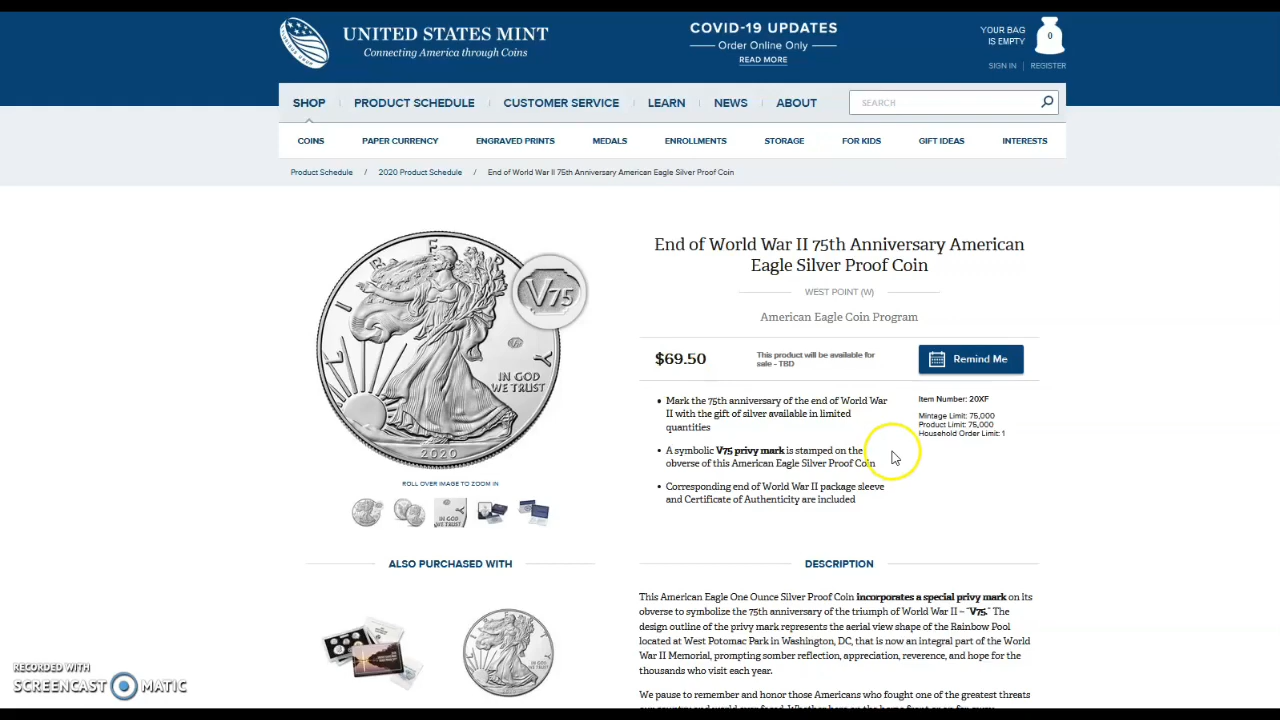 UNITED STATES MINT
Connecting America through Coins
COVID-19 UPDATES
Order Online Only
READ MORE
YOUR BAG
IS EMPTY
0
SIGN IN | REGISTER
SHOP
PRODUCT SCHEDULE
CUSTOMER SERVICE
LEARN
NEWS
ABOUT
SEARCH
COINS
PAPER CURRENCY
ENGRAVED PRINTS
MEDALS
ENROLLMENTS
STORAGE
FOR KIDS
GIFT IDEAS
INTERESTS
Product Schedule / 2020 Product Schedule / End of World War II 75th Anniversary American Eagle Silver Proof Coin
LIBERTY
V75
IN GOD
WE TRUST
2020
ROLL OVER IMAGE TO ZOOM IN
IN GOD
WE TRUST
End of World War II 75th Anniversary American
Eagle Silver Proof Coin
WEST POINT (W)
American Eagle Coin Program
$69.50
This product will be available for
sale - TBD
Remind Me
• Mark the 75th anniversary of the end of World War
II with the gift of silver available in limited
quantities
• A symbolic V75 privy mark is stamped on the
obverse of this American Eagle Silver Proof Coin
• Corresponding end of World War II package sleeve
and Certificate of Authenticity are included
Item Number: 20XF
Mintage Limit: 75,000
Product Limit: 75,000
Household Order Limit: 1
ALSO PURCHASED WITH
DESCRIPTION
This American Eagle One Ounce Silver Proof Coin incorporates a special privy mark on its
obverse to symbolize the 75th anniversary of the triumph of World War II – "V75." The
design outline of the privy mark represents the aerial view shape of the Rainbow Pool
located at West Potomac Park in Washington, DC, that is now an integral part of the World
War II Memorial, prompting somber reflection, appreciation, reverence, and hope for the
thousands who visit each year.
We pause to remember and honor those Americans who fought one of the greatest threats
RECORDED WITH
SCREENCAST MATIC